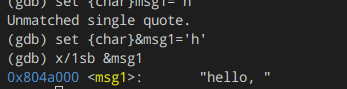 (gdb) set {char}msg1='h
Unmatched single quote.
(gdb) set {char}&msg1='h'
(gdb) x/1sb &msg1
0x804a000 <msg1>:       "hello, "